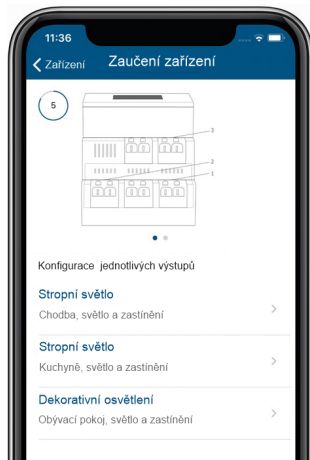 11:36
Zařízení
Zaučení zařízení
5
3
2
1
Konfigurace jednotlivých výstupů
Stropní světlo
Chodba, světlo a zastínění
Stropní světlo
Kuchyně, světlo a zastínění
Dekorativní osvětlení
Obývací pokoj, světlo a zastínění